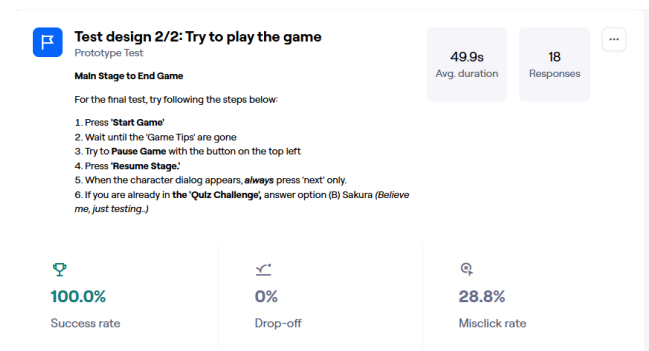 Test design 2/2: Try to play the game
Prototype Test
Main Stage to End Game
For the final test, try following the steps below:
1. Press 'Start Game'
2. Wait until the 'Game Tips' are gone
3. Try to Pause Game with the button on the top left
4. Press 'Resume Stage.'
5. When the character dialog appears, always press 'next' only.
6. If you are already in the 'Quiz Challenge', answer option (B) Sakura (Believe
me, just testing..)
49.9s
Avg. duration
18
Responses
100.0%
Success rate
0%
Drop-off
28.8%
Misclick rate